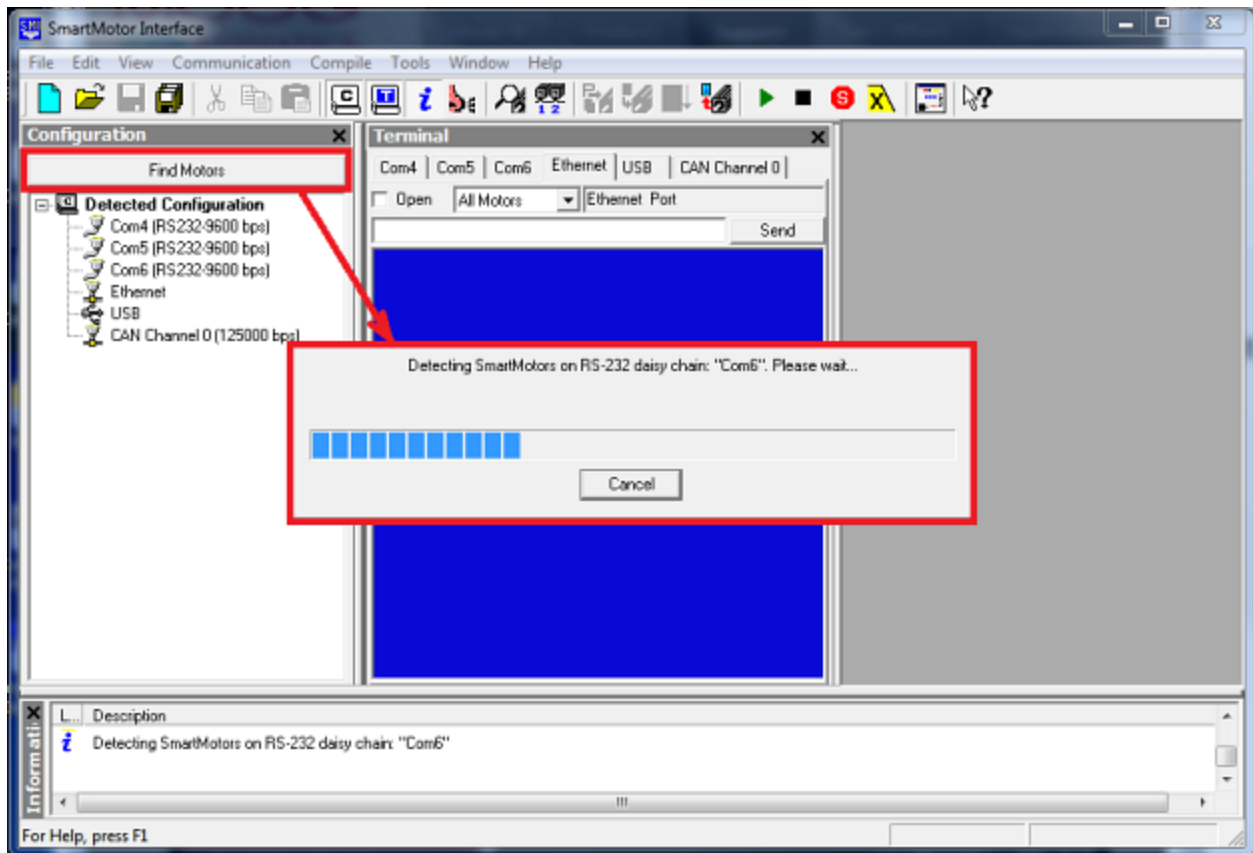 SmartMotor Interface
File Edit View Communication Compile Tools Window Help
Configuration
Find Motors
Detected Configuration
Com4 (RS232-9600 bps)
Com5 (RS232-9600 bps)
Com6 (RS232-9600 bps)
Ethernet
USB
CAN Channel 0 (125000 bps)
Terminal
Com4 Com5 Com6 Ethernet USB CAN Channel 0
Open All Motors Ethernet Port
Send
Detecting SmartMotors on RS-232 daisy chain: "Com6". Please wait...
Cancel
Informati
L... Description
Detecting SmartMotors on RS-232 daisy chain: "Com6"
For Help, press F1